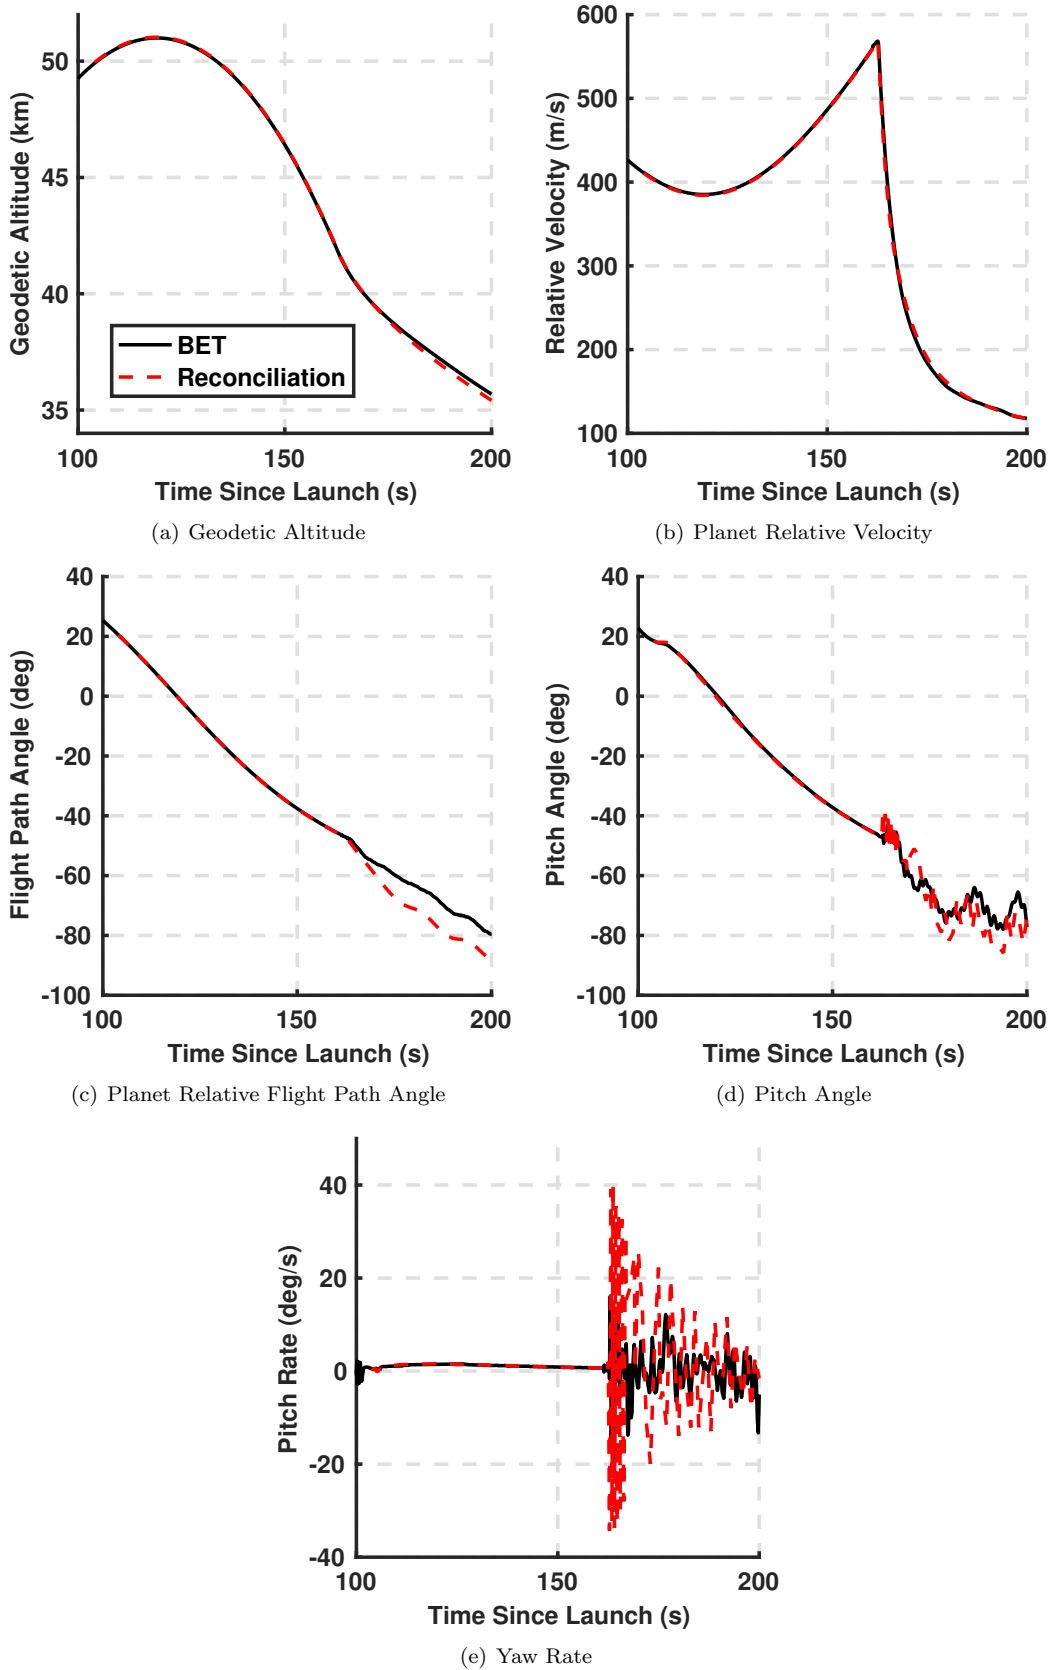 50
45
40
35
100
150
200
Geodetic Altitude (km)
Time Since Launch (s)
BET
Reconciliation
(a) Geodetic Altitude
600
500
400
300
200
100
100
150
200
Relative Velocity (m/s)
Time Since Launch (s)
(b) Planet Relative Velocity
40
20
0
-20
-40
-60
-80
-100
100
150
200
Flight Path Angle (deg)
Time Since Launch (s)
(c) Planet Relative Flight Path Angle
40
20
0
-20
-40
-60
-80
-100
100
150
200
Pitch Angle (deg)
Time Since Launch (s)
(d) Pitch Angle
40
20
0
-20
-40
100
150
200
Pitch Rate (deg/s)
Time Since Launch (s)
(e) Yaw Rate